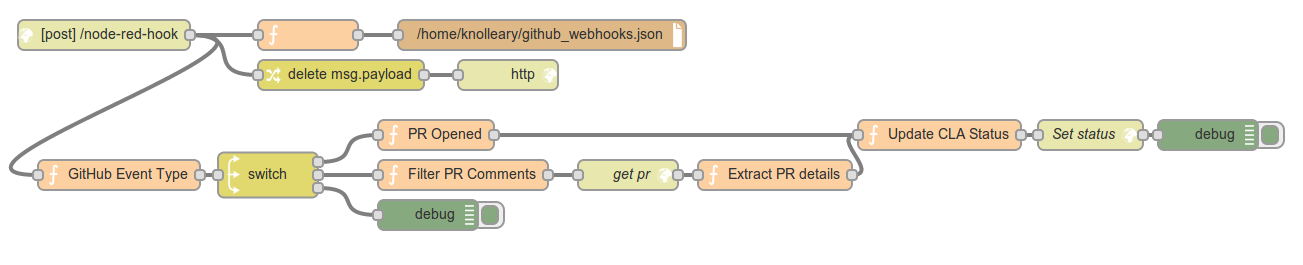 [post] /node-red-hook
/home/knolleary/github_webhooks.json
delete msg.payload
http
PR Opened
Update CLA Status
Set status
debug
GitHub Event Type
switch
Filter PR Comments
get pr
Extract PR details
debug